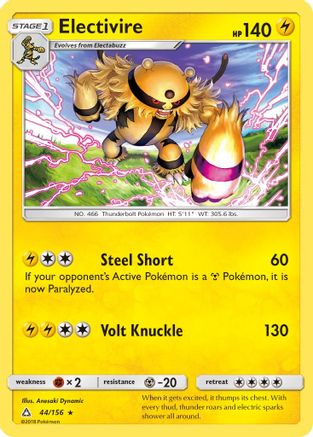 STAGE 1
Electivire
HP140
Evolves from Electabuzz
NO. 466 Thunderbolt Pokémon HT: 5'11" WT: 305.6 lbs.
Steel Short 60
If your opponent's Active Pokémon is a Pokémon, it is
now Paralyzed.
Volt Knuckle 130
weakness × 2 resistance -20 retreat
Illus. Anesaki Dynamic
44/156
©2018 Pokémon
When it gets excited, it thumps its chest. With
every thud, thunder roars and electric sparks
shower all around.